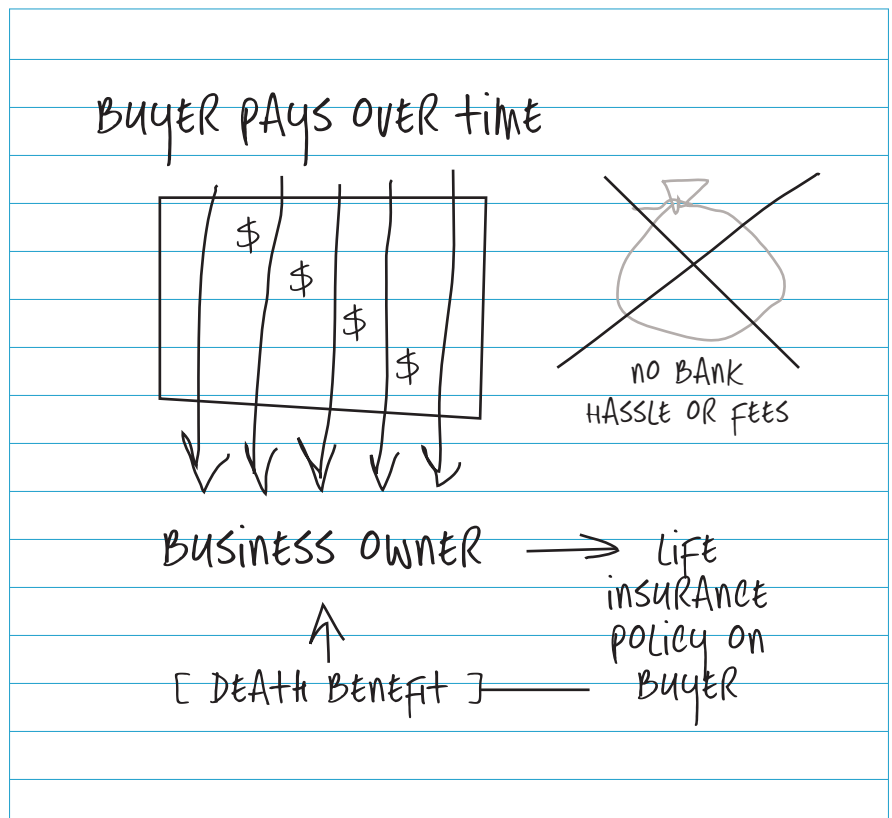 BUYER PAYS OVER TIME
$
$
$
$
NO BANK
HASSLE OR FEES
BUSINESS OWNER
LIFE
INSURANCE
POLICY ON
BUYER
[ DEATH BENEFIT ]